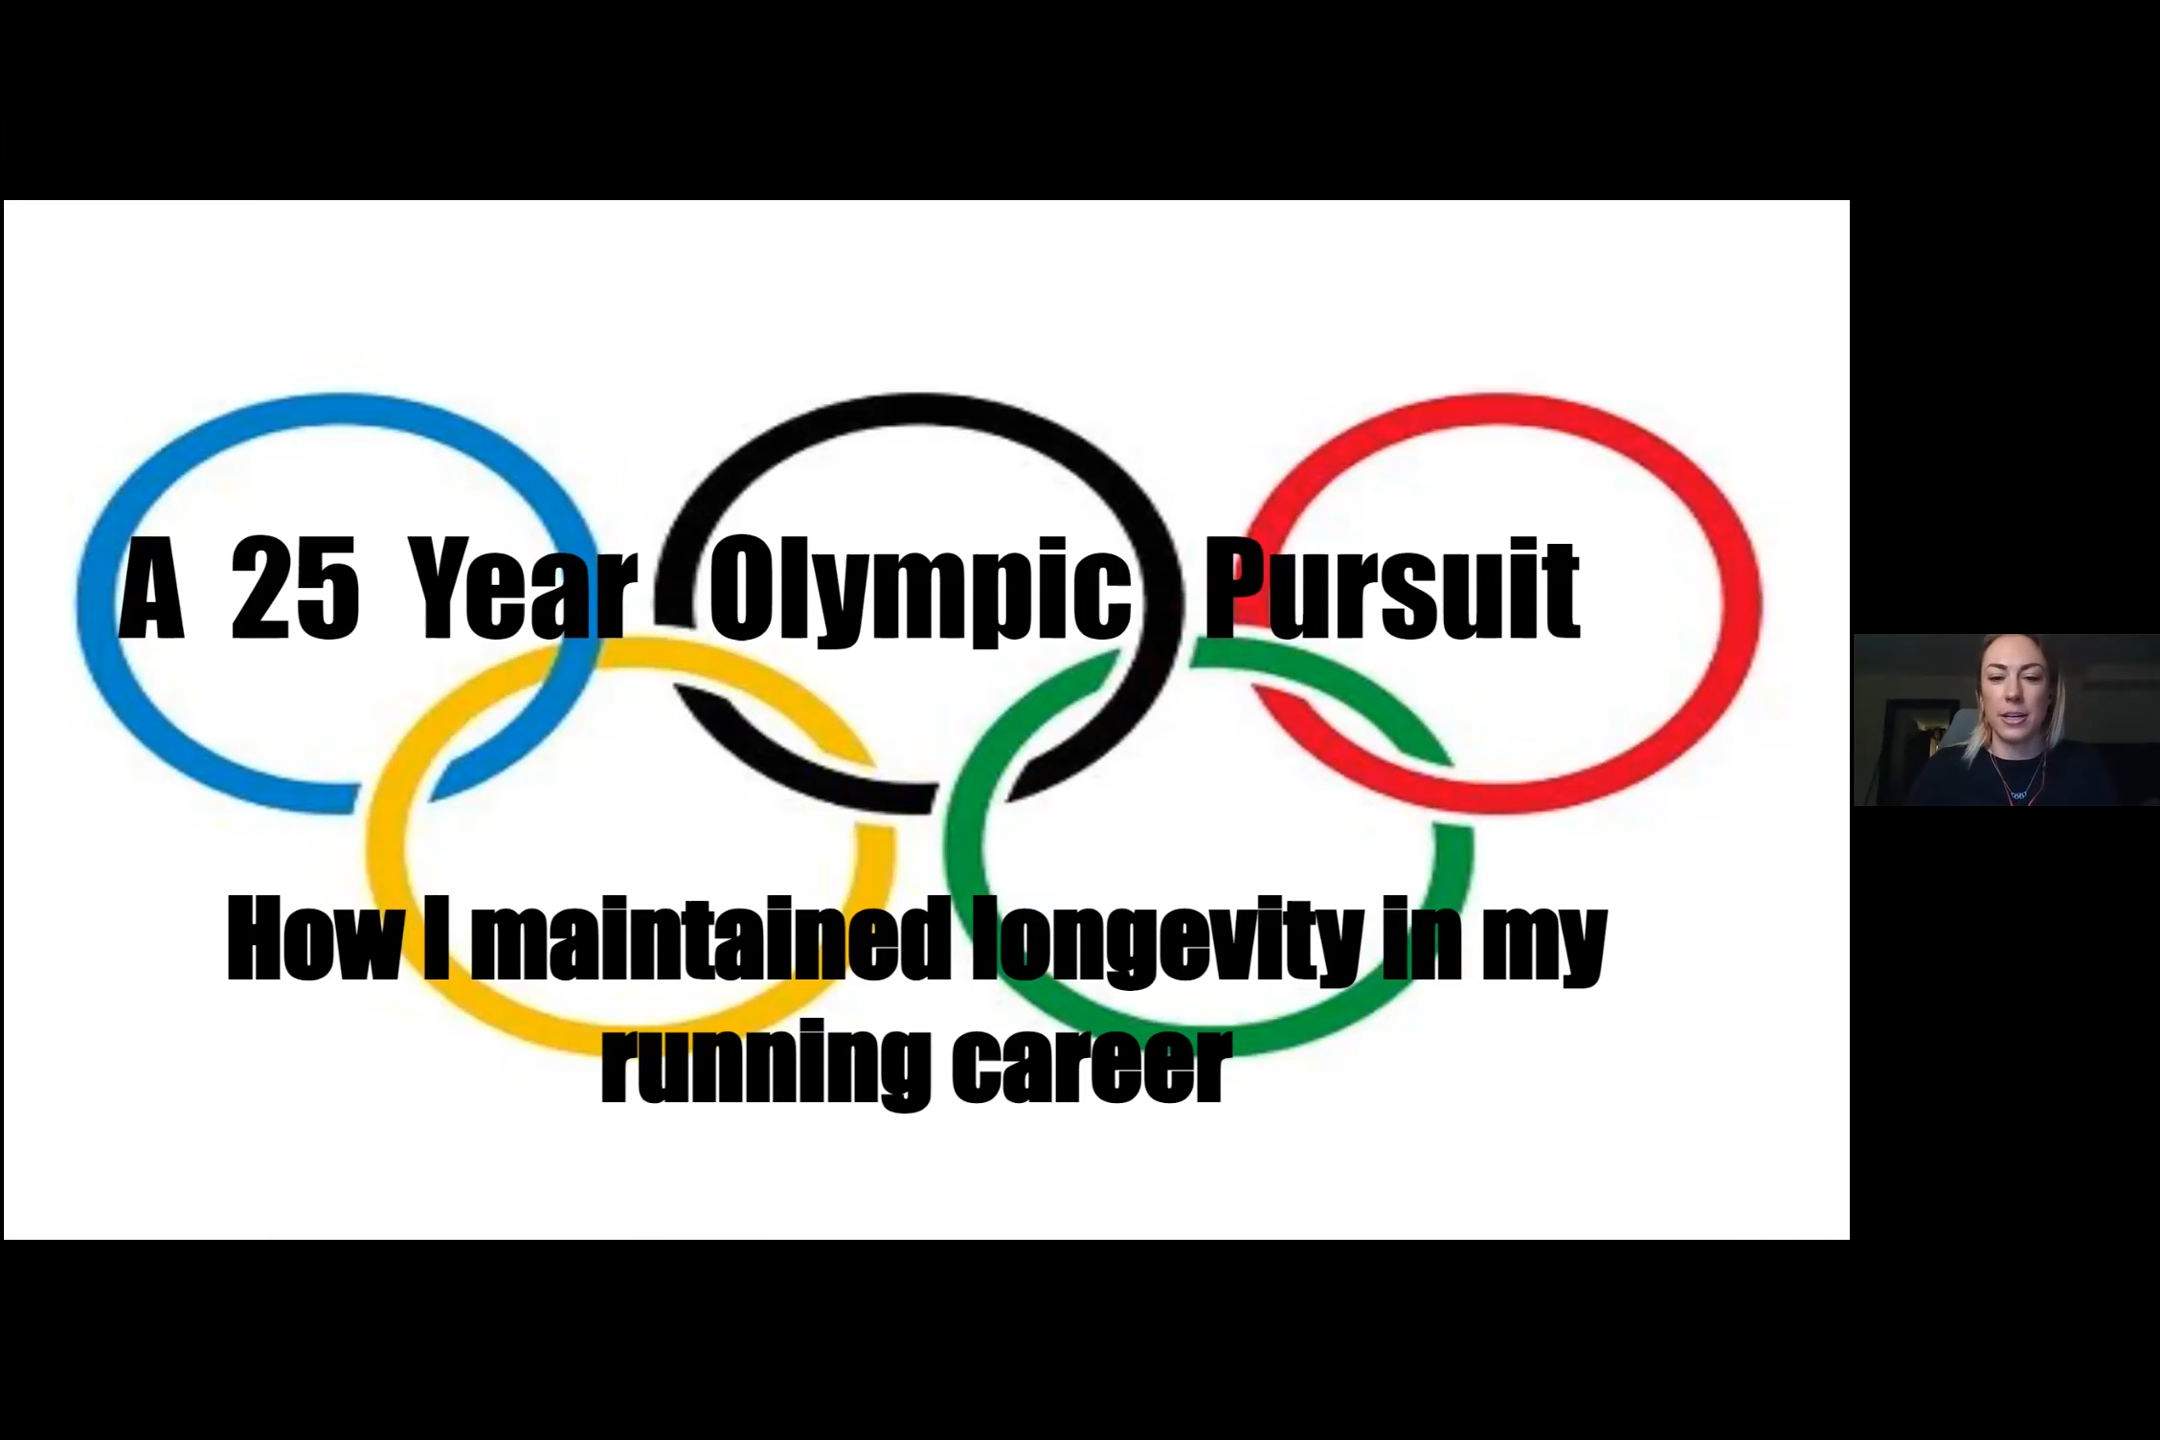 A 25 Year Olympic Pursuit
How I maintained longevity in my
running career